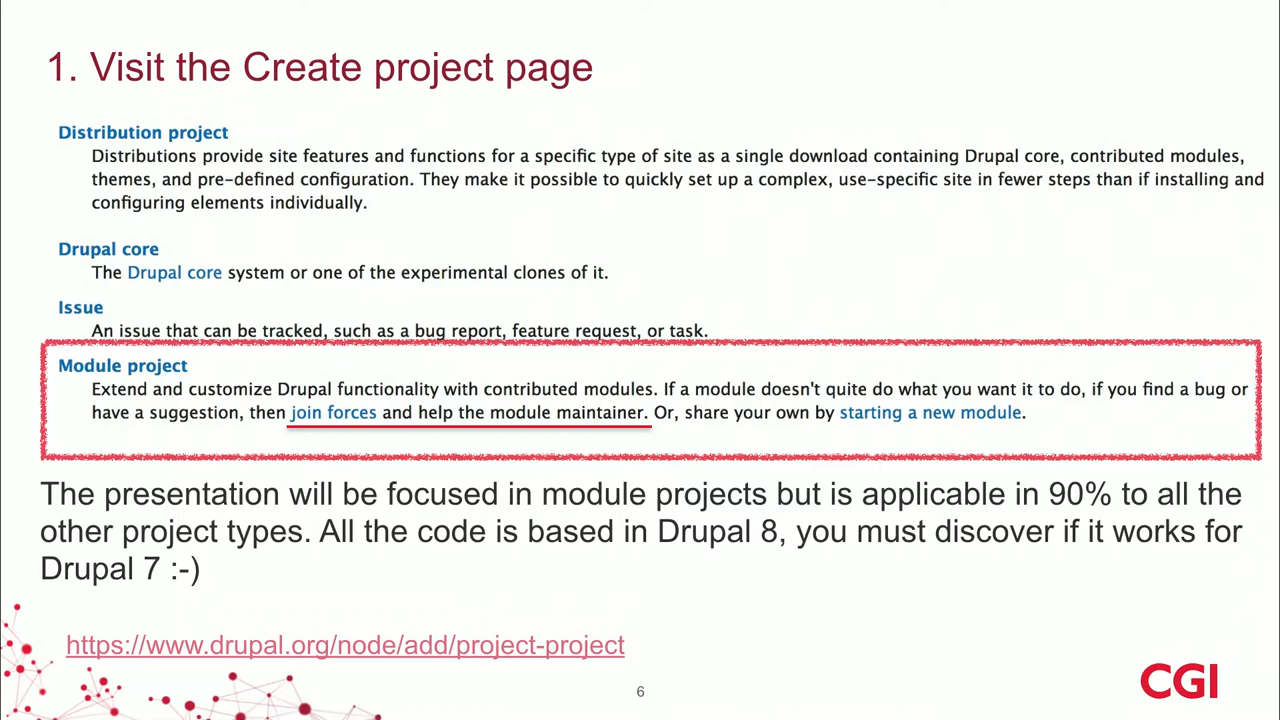 1. Visit the Create project page
Distribution project
Distributions provide site features and functions for a specific type of site as a single download containing Drupal core, contributed modules,
themes, and pre-defined configuration. They make it possible to quickly set up a complex, use-specific site in fewer steps than if installing and
configuring elements individually.
Drupal core
The Drupal core system or one of the experimental clones of it.
Issue
An issue that can be tracked, such as a bug report, feature request, or task.
Module project
Extend and customize Drupal functionality with contributed modules. If a module doesn't quite do what you want it to do, if you find a bug or
have a suggestion, then join forces and help the module maintainer. Or, share your own by starting a new module.
The presentation will be focused in module projects but is applicable in 90% to all the
other project types. All the code is based in Drupal 8, you must discover if it works for
Drupal 7 :-)
https://www.drupal.org/node/add/project-project
6
CGI